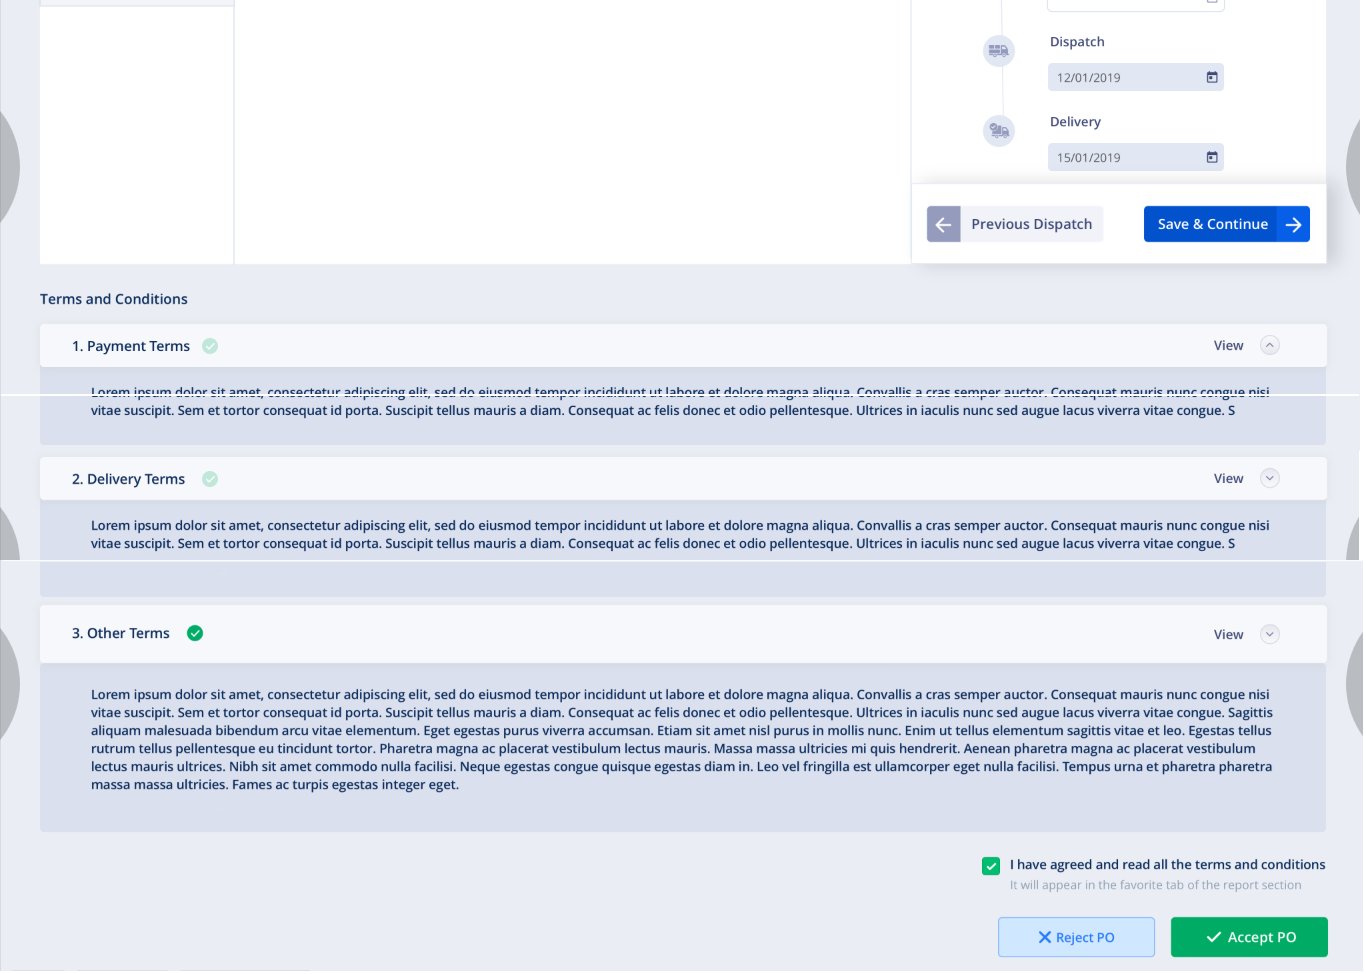 Dispatch
12/01/2019
Delivery
15/01/2019
Previous Dispatch
Save & Continue
Terms and Conditions
1. Payment Terms
View
Lorem ipsum dolor sit amet, consectetur adipiscing elit, sed do eiusmod tempor incididunt ut labore et dolore magna aliqua. Convallis a cras semper auctor. Consequat mauris nunc congue nisi
vitae suscipit. Sem et tortor consequat id porta. Suscipit tellus mauris a diam. Consequat ac felis donec et odio pellentesque. Ultrices in iaculis nunc sed augue lacus viverra vitae congue. S
2. Delivery Terms
View
Lorem ipsum dolor sit amet, consectetur adipiscing elit, sed do eiusmod tempor incididunt ut labore et dolore magna aliqua. Convallis a cras semper auctor. Consequat mauris nunc congue nisi
vitae suscipit. Sem et tortor consequat id porta. Suscipit tellus mauris a diam. Consequat ac felis donec et odio pellentesque. Ultrices in iaculis nunc sed augue lacus viverra vitae congue. S
3. Other Terms
View
Lorem ipsum dolor sit amet, consectetur adipiscing elit, sed do eiusmod tempor incididunt ut labore et dolore magna aliqua. Convallis a cras semper auctor. Consequat mauris nunc congue nisi
vitae suscipit. Sem et tortor consequat id porta. Suscipit tellus mauris a diam. Consequat ac felis donec et odio pellentesque. Ultrices in iaculis nunc sed augue lacus viverra vitae congue. Sagittis
aliquam malesuada bibendum arcu vitae elementum. Eget egestas purus viverra accumsan. Etiam sit amet nisl purus in mollis nunc. Enim ut tellus elementum sagittis vitae et leo. Egestas tellus
rutrum tellus pellentesque eu tincidunt tortor. Pharetra magna ac placerat vestibulum lectus mauris. Massa massa ultricies mi quis hendrerit. Aenean pharetra magna ac placerat vestibulum
lectus mauris ultrices. Nibh sit amet commodo nulla facilisi. Neque egestas congue quisque egestas diam in. Leo vel fringilla est ullamcorper eget nulla facilisi. Tempus urna et pharetra pharetra
massa massa ultricies. Fames ac turpis egestas integer eget.
I have agreed and read all the terms and conditions
It will appear in the favorite tab of the report section
Reject PO
Accept PO